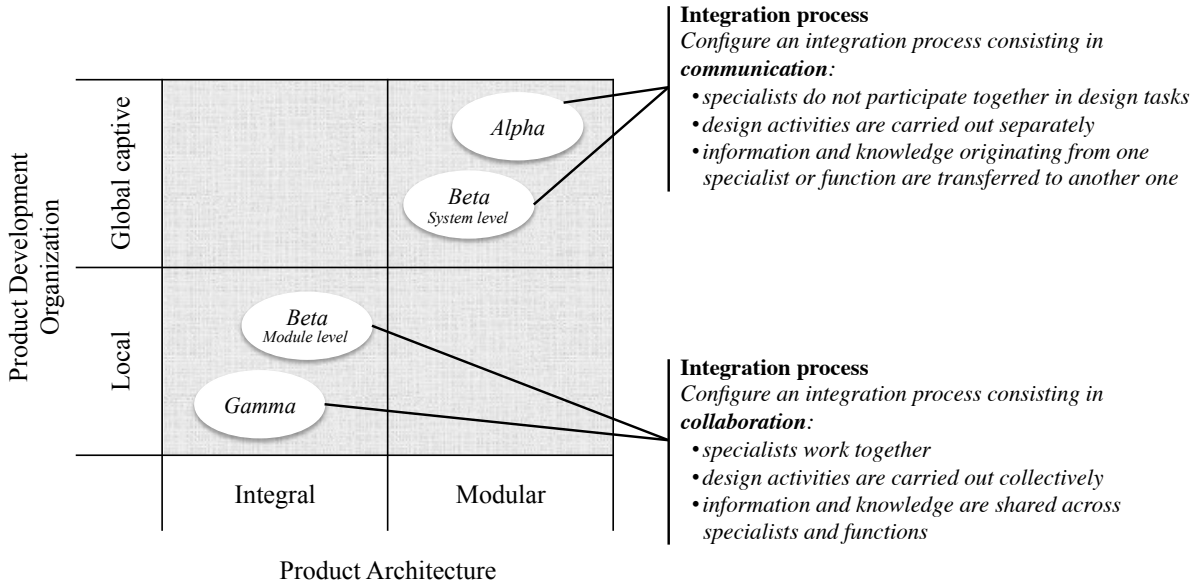 Product Development
Organization
Global captive
Local
Alpha
Beta
System level
Beta
Module level
Gamma
Integral
Modular
Product Architecture
Integration process
Configure an integration process consisting in
communication:
• specialists do not participate together in design tasks
• design activities are carried out separately
• information and knowledge originating from one
specialist or function are transferred to another one
Integration process
Configure an integration process consisting in
collaboration:
• specialists work together
• design activities are carried out collectively
• information and knowledge are shared across
specialists and functions